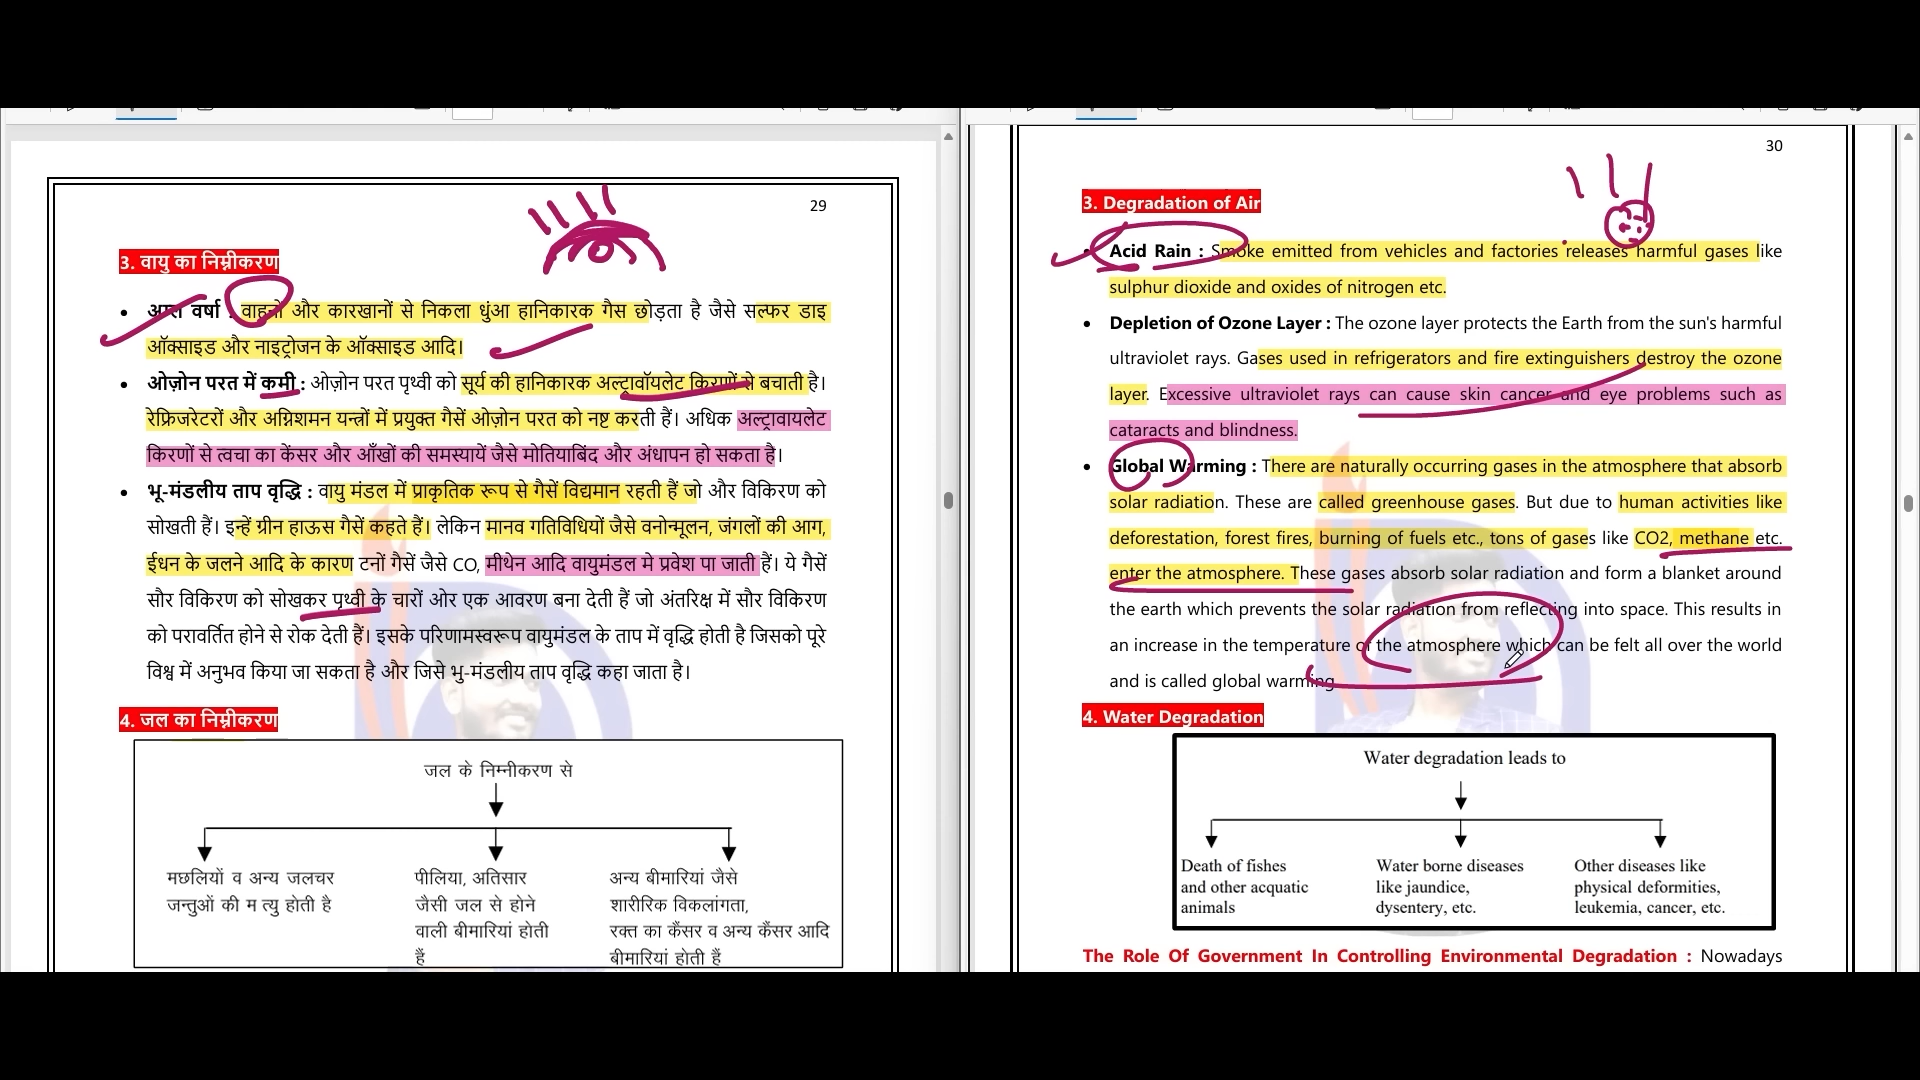 29
3. वायु का निम्नीकरण
अम्ल वर्षा : वाहनों और कारखानों से निकला धुंआ हानिकारक गैस छोड़ता है जैसे सल्फर डाइ
ऑक्साइड और नाइट्रोजन के ऑक्साइड आदि।
ओज़ोन परत में कमी : ओज़ोन परत पृथ्वी को सूर्य की हानिकारक अल्ट्रावॉयलेट किरणों से बचाती है।
रेफ्रिजरेटरों और अग्निशमन यन्त्रों में प्रयुक्त गैसें ओज़ोन परत को नष्ट करती हैं। अधिक अल्ट्रावायलेट
किरणों से त्वचा का केंसर और आँखों की समस्यायें जैसे मोतियाबिंद और अंधापन हो सकता है।
भू-मंडलीय ताप वृद्धि : वायु मंडल में प्राकृतिक रूप से गैसें विद्यमान रहती हैं जो और विकिरण को
सोखती हैं। इन्हें ग्रीन हाऊस गैसें कहते हैं। लेकिन मानव गतिविधियों जैसे वनोन्मूलन, जंगलों की आग,
ईधन के जलने आदि के कारण टनों गैसें जैसे CO, मीथेन आदि वायुमंडल मे प्रवेश पा जाती हैं। ये गैसें
सौर विकिरण को सोखकर पृथ्वी के चारों ओर एक आवरण बना देती हैं जो अंतरिक्ष में सौर विकिरण
को परावर्तित होने से रोक देती हैं। इसके परिणामस्वरूप वायुमंडल के ताप में वृद्धि होती है जिसको पूरे
विश्व में अनुभव किया जा सकता है और जिसे भु-मंडलीय ताप वृद्धि कहा जाता है।
4. जल का निम्नीकरण
जल के निम्नीकरण से
मछलियों व अन्य जलचर
जन्तुओं की म त्यु होती है
पीलिया, अतिसार
जैसी जल से होने
वाली बीमारियां होती
हैं
अन्य बीमारियां जैसे
शारीरिक विकलांगता,
रक्त का कैंसर व अन्य कैंसर आदि
बीमारियां होती हैं
30
3. Degradation of Air
Acid Rain : Smoke emitted from vehicles and factories releases harmful gases like
sulphur dioxide and oxides of nitrogen etc.
Depletion of Ozone Layer : The ozone layer protects the Earth from the sun's harmful
ultraviolet rays. Gases used in refrigerators and fire extinguishers destroy the ozone
layer. Excessive ultraviolet rays can cause skin cancer and eye problems such as
cataracts and blindness.
Global Warming : There are naturally occurring gases in the atmosphere that absorb
solar radiation. These are called greenhouse gases. But due to human activities like
deforestation, forest fires, burning of fuels etc., tons of gases like CO2, methane etc.
enter the atmosphere. These gases absorb solar radiation and form a blanket around
the earth which prevents the solar radiation from reflecting into space. This results in
an increase in the temperature of the atmosphere which can be felt all over the world
and is called global warming
4. Water Degradation
Water degradation leads to
Death of fishes
and other acquatic
animals
Water borne diseases
like jaundice,
dysentery, etc.
Other diseases like
physical deformities,
leukemia, cancer, etc.
The Role Of Government In Controlling Environmental Degradation : Nowadays